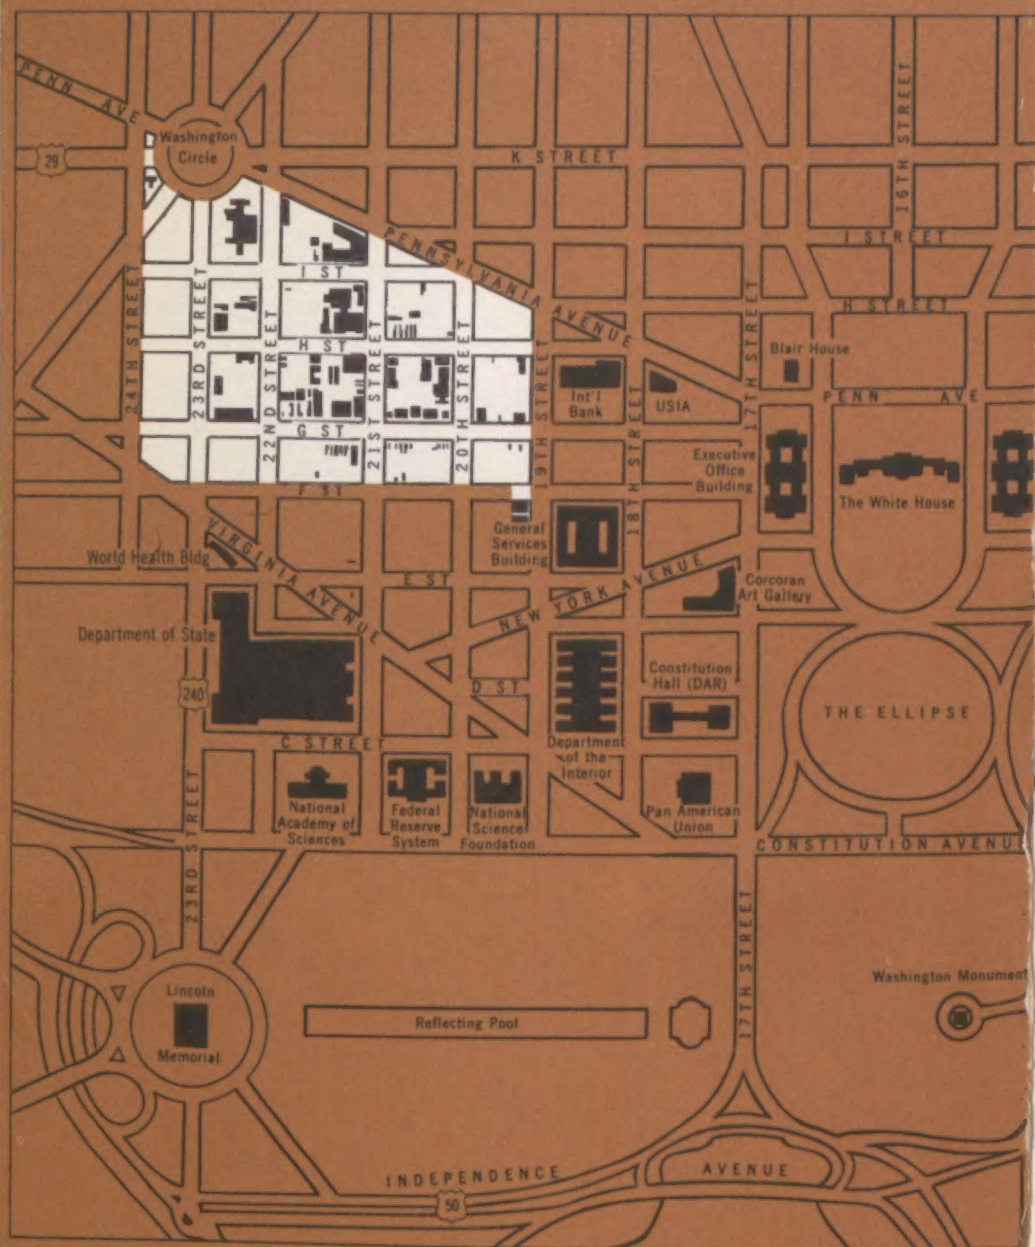 PENN AVE
Washington
Circle
29
K STREET
16TH STREET
I STREET
PENNSYLVANIA AVENUE
I ST
24TH STREET
23RD STREET
22ND STREET
21ST STREET
20TH STREET
19TH STREET
18TH STREET
17TH STREET
H STREET
H ST
Blair House
Int'l
Bank
USIA
PENN AVE
G ST
Executive
Office
Building
The White House
F ST
General
Services
Building
VIRGINIA AVENUE
World Health Bldg
E ST
NEW YORK AVENUE
Corcoran
Art Gallery
Department of State
Constitution
Hall (DAR)
240
D ST
THE ELLIPSE
C STREET
Department
of the
Interior
National
Academy of
Sciences
Federal
Reserve
System
National
Science
Foundation
Pan American
Union
23RD STREET
CONSTITUTION AVENU
17TH STREET
Washington Monument
Lincoln
Memorial
Reflecting Pool
INDEPENDENCE AVENUE
50